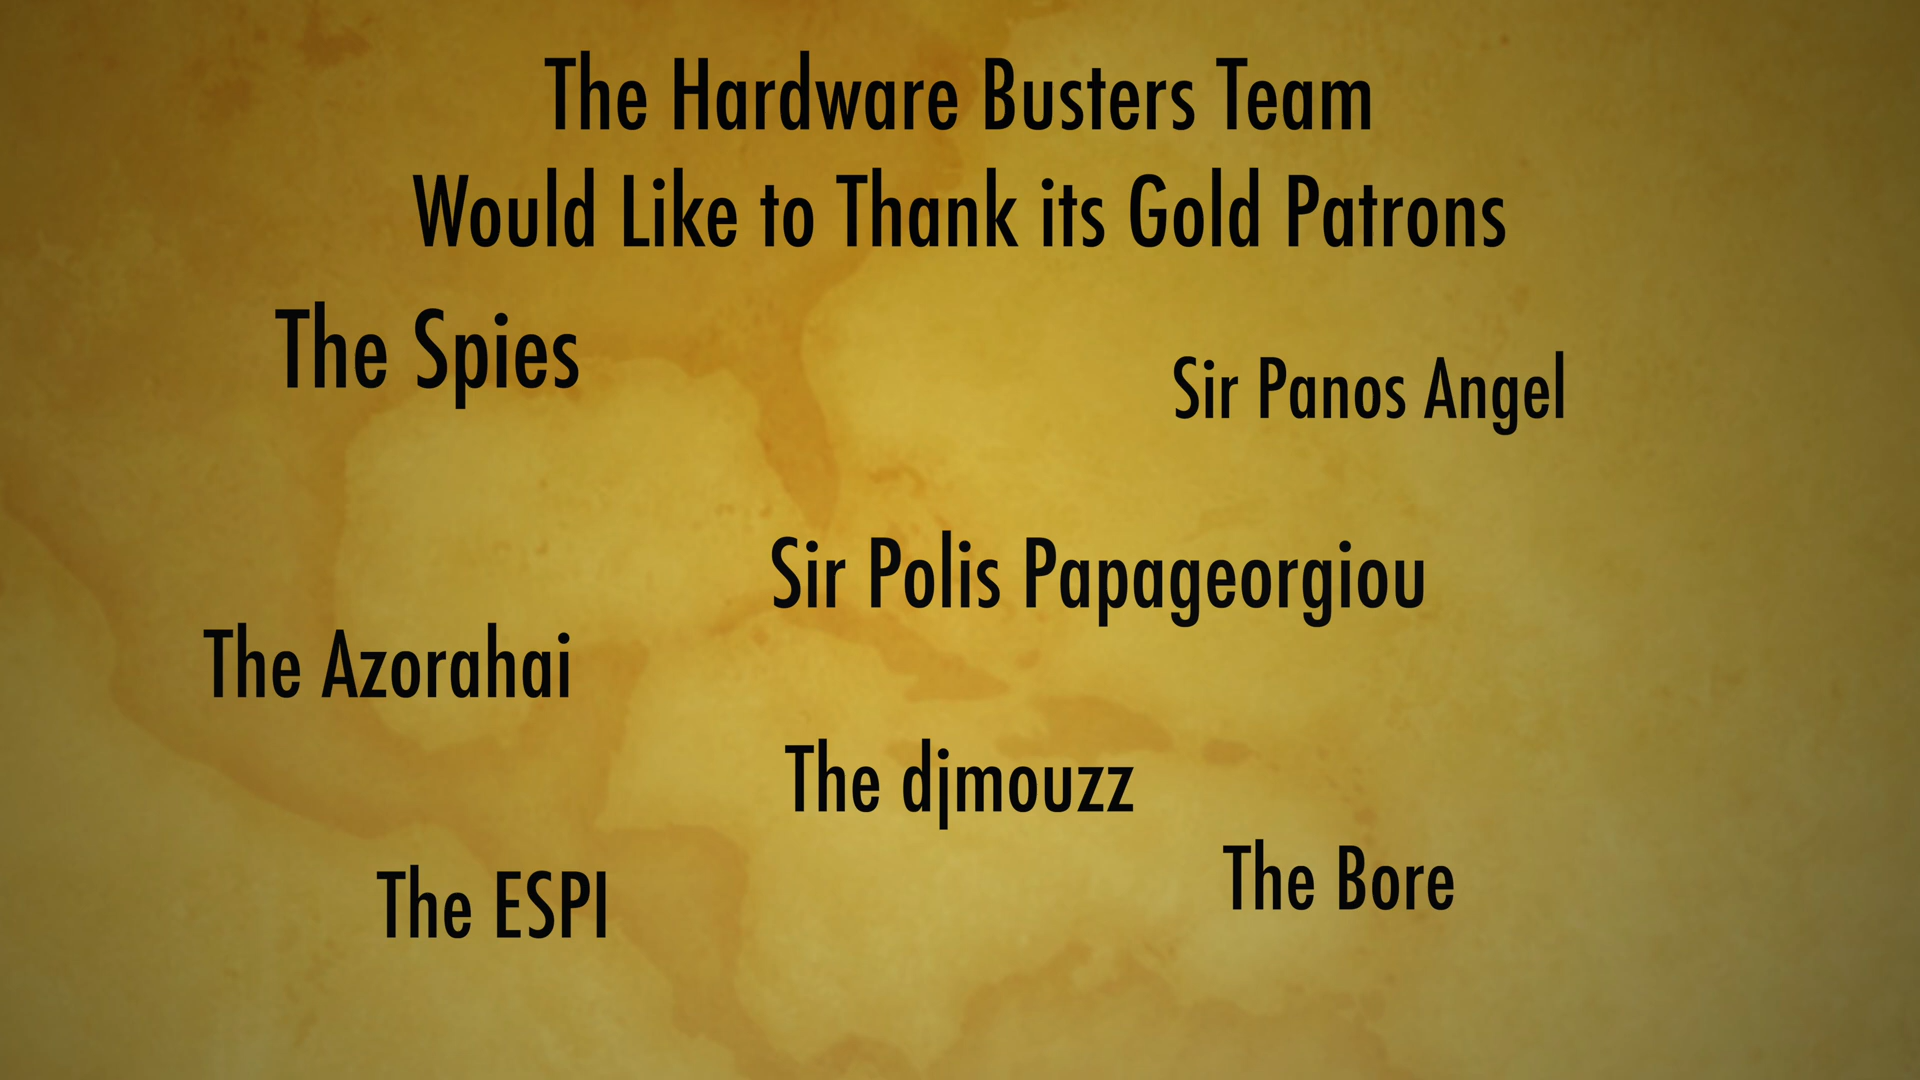 The Hardware Busters Team
Would Like to Thank its Gold Patrons
The Spies
Sir Panos Angel
Sir Polis Papageorgiou
The Azorahai
The djmouzz
The Bore
The ESPI